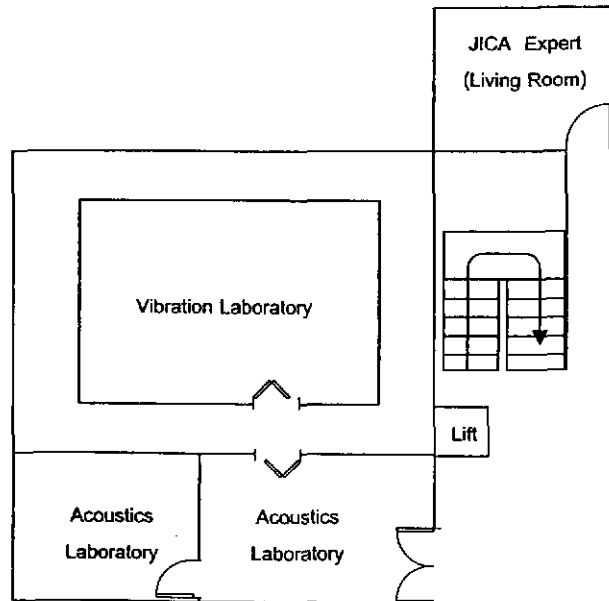 JICA Expert
(Living Room)
Vibration Laboratory
Lift
Acoustics
Laboratory
Acoustics
Laboratory